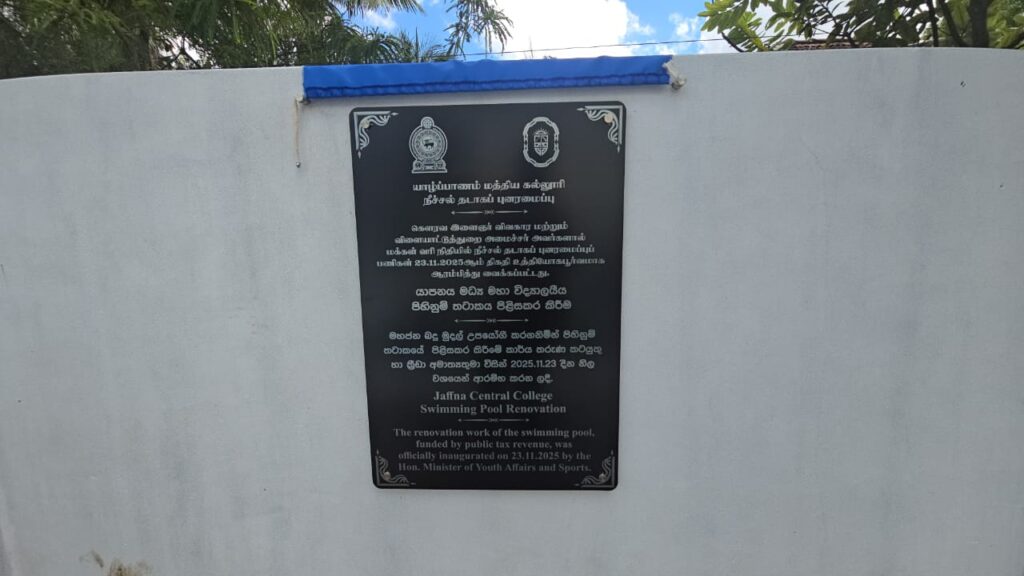 யாழ்ப்பாணம் மத்திய கல்லூரி
நீச்சல் தடாகப் புனரமைப்பு
கௌரவ இளைஞர் விவகார மற்றும்
விளையாட்டுத்துறை அமைச்சர் அவர்களால்
மக்கள் வரி நிதியில் நீச்சல் தடாகப் புனரமைப்புப்
பணிகள் 23.11.2025ஆம் திகதி உத்தியோகபூர்வமாக
ஆரம்பித்து வைக்கப்பட்டது.
යාපනය මධ්‍ය මහා විද්‍යාලයීය
පිහිනුම් තටාකය පිළිසකර කිරීම
මහජන බදු මුදල් උපයෝගී කරගනිමින් පිහිනුම්
තටාකයේ පිළිසකර කිරීමේ කාර්ය තරුණ කටයුතු
හා ක්‍රීඩා අමාත්‍යතුමා විසින් 2025.11.23 දින නිල
වශයෙන් ආරම්භ කරන ලදී.
Jaffna Central College
Swimming Pool Renovation
The renovation work of the swimming pool,
funded by public tax revenue, was
officially inaugurated on 23.11.2025 by the
Hon. Minister of Youth Affairs and Sports.